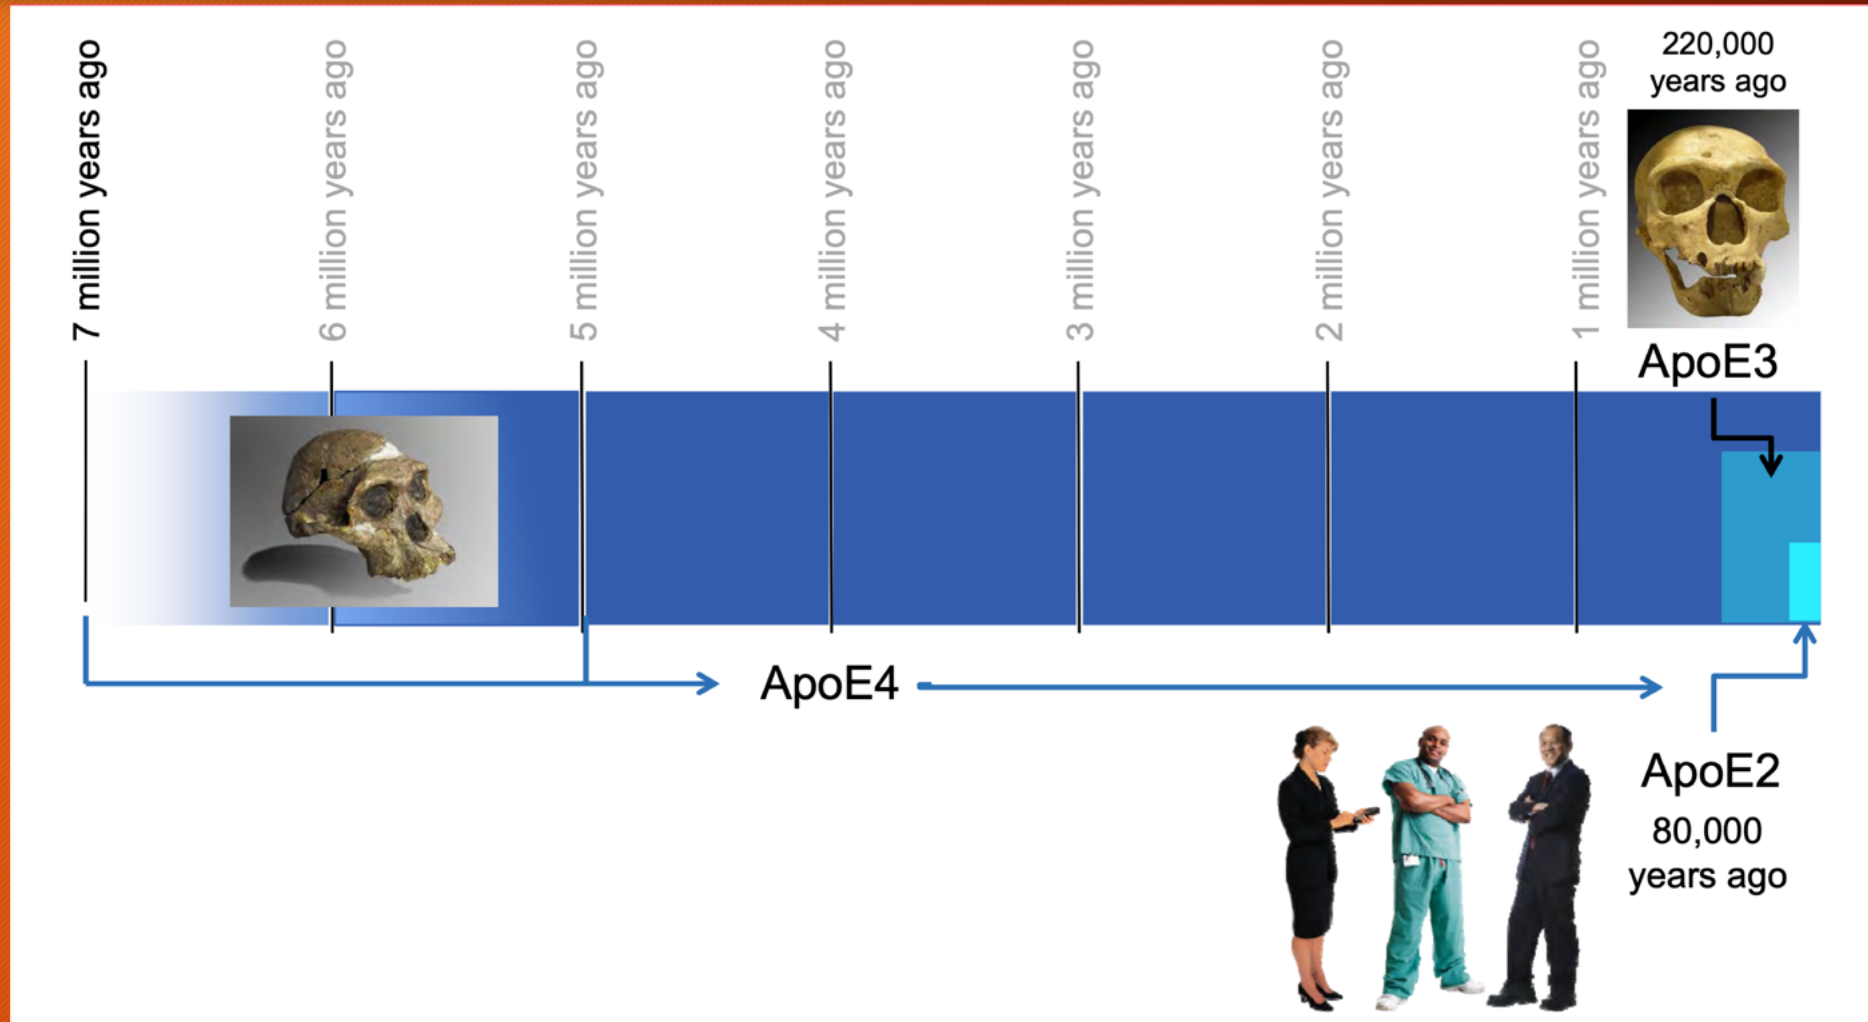 7 million years ago
6 million years ago
5 million years ago
4 million years ago
3 million years ago
2 million years ago
1 million years ago
220,000
years ago
ApoE3
ApoE4
ApoE2
80,000
years ago